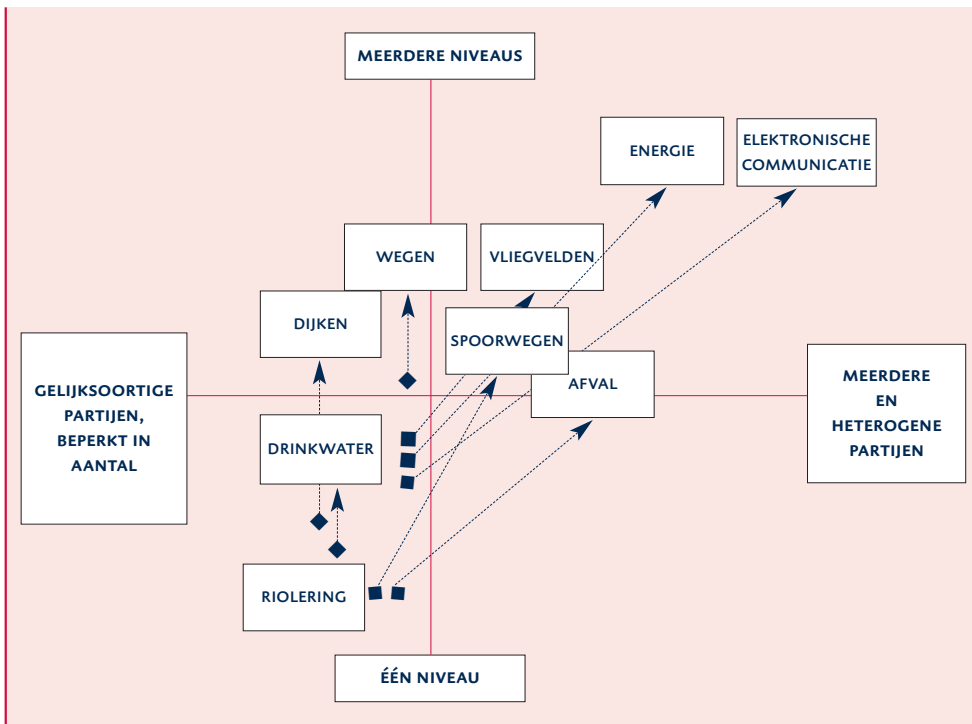 MEERDERE NIVEAUS
ENERGIE
ELEKTRONISCHE
COMMUNICATIE
WEGEN
VLIEGVELDEN
DIJKEN
SPOORWEGEN
AFVAL
GELIJKSOORTIGE
PARTIJEN,
BEPERKT IN
AANTAL
MEERDERE
EN
HETEROGENE
PARTIJEN
DRINKWATER
RIOLERING
ÉÉN NIVEAU